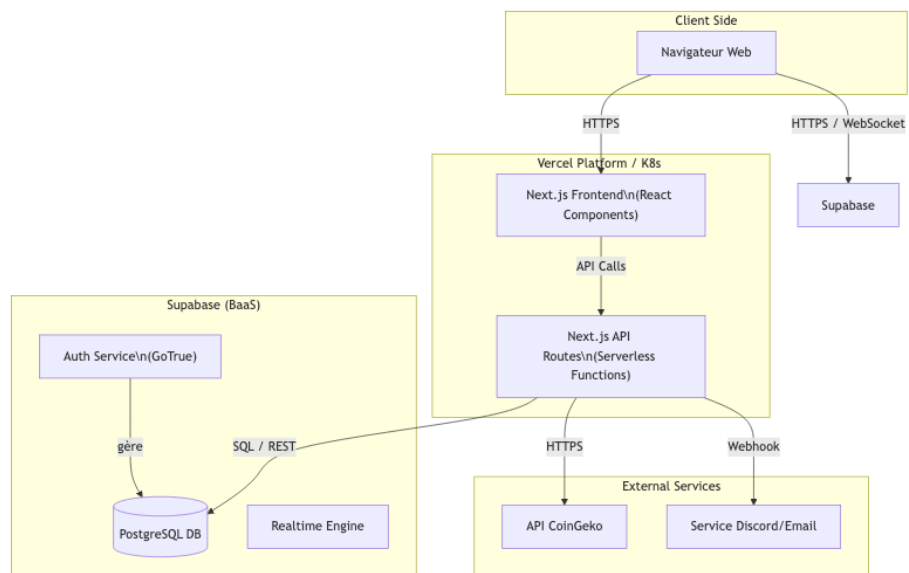 Client Side
Navigateur Web
HTTPS
HTTPS / WebSocket
Vercel Platform / K8s
Next.js Frontend\n(React
Components)
Supabase
API Calls
Supabase (BaaS)
Auth Service\n(GoTrue)
Next.js API
Routes\n(Serverless
Functions)
gère
SQL / REST
HTTPS
Webhook
External Services
PostgreSQL DB
Realtime Engine
API CoinGeko
Service Discord/Email